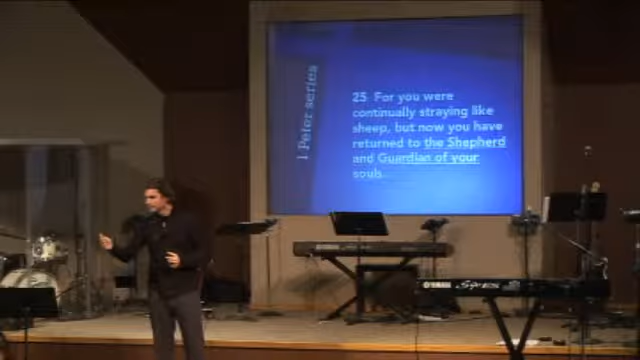 1 Peter series
25 For you were
continually straying like
sheep, but now you have
returned to the Shepherd
and Guardian of your
souls.
YAMAHA